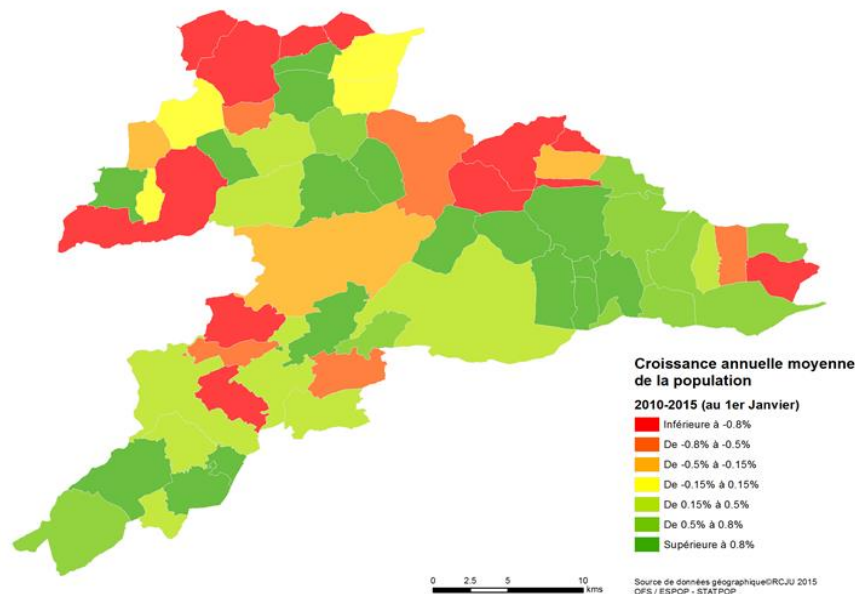 Croissance annuelle moyenne
de la population
2010-2015 (au 1er Janvier)
Inférieure à -0.8%
De -0.8% à -0.5%
De -0.5% à -0.15%
De -0.15% à 0.15%
De 0.15% à 0.5%
De 0.5% à 0.8%
Supérieure à 0.8%
0 2.5 5 10
kms
Source de données géographique©RCJU 2015
OFS / ESPOP - STATPOP